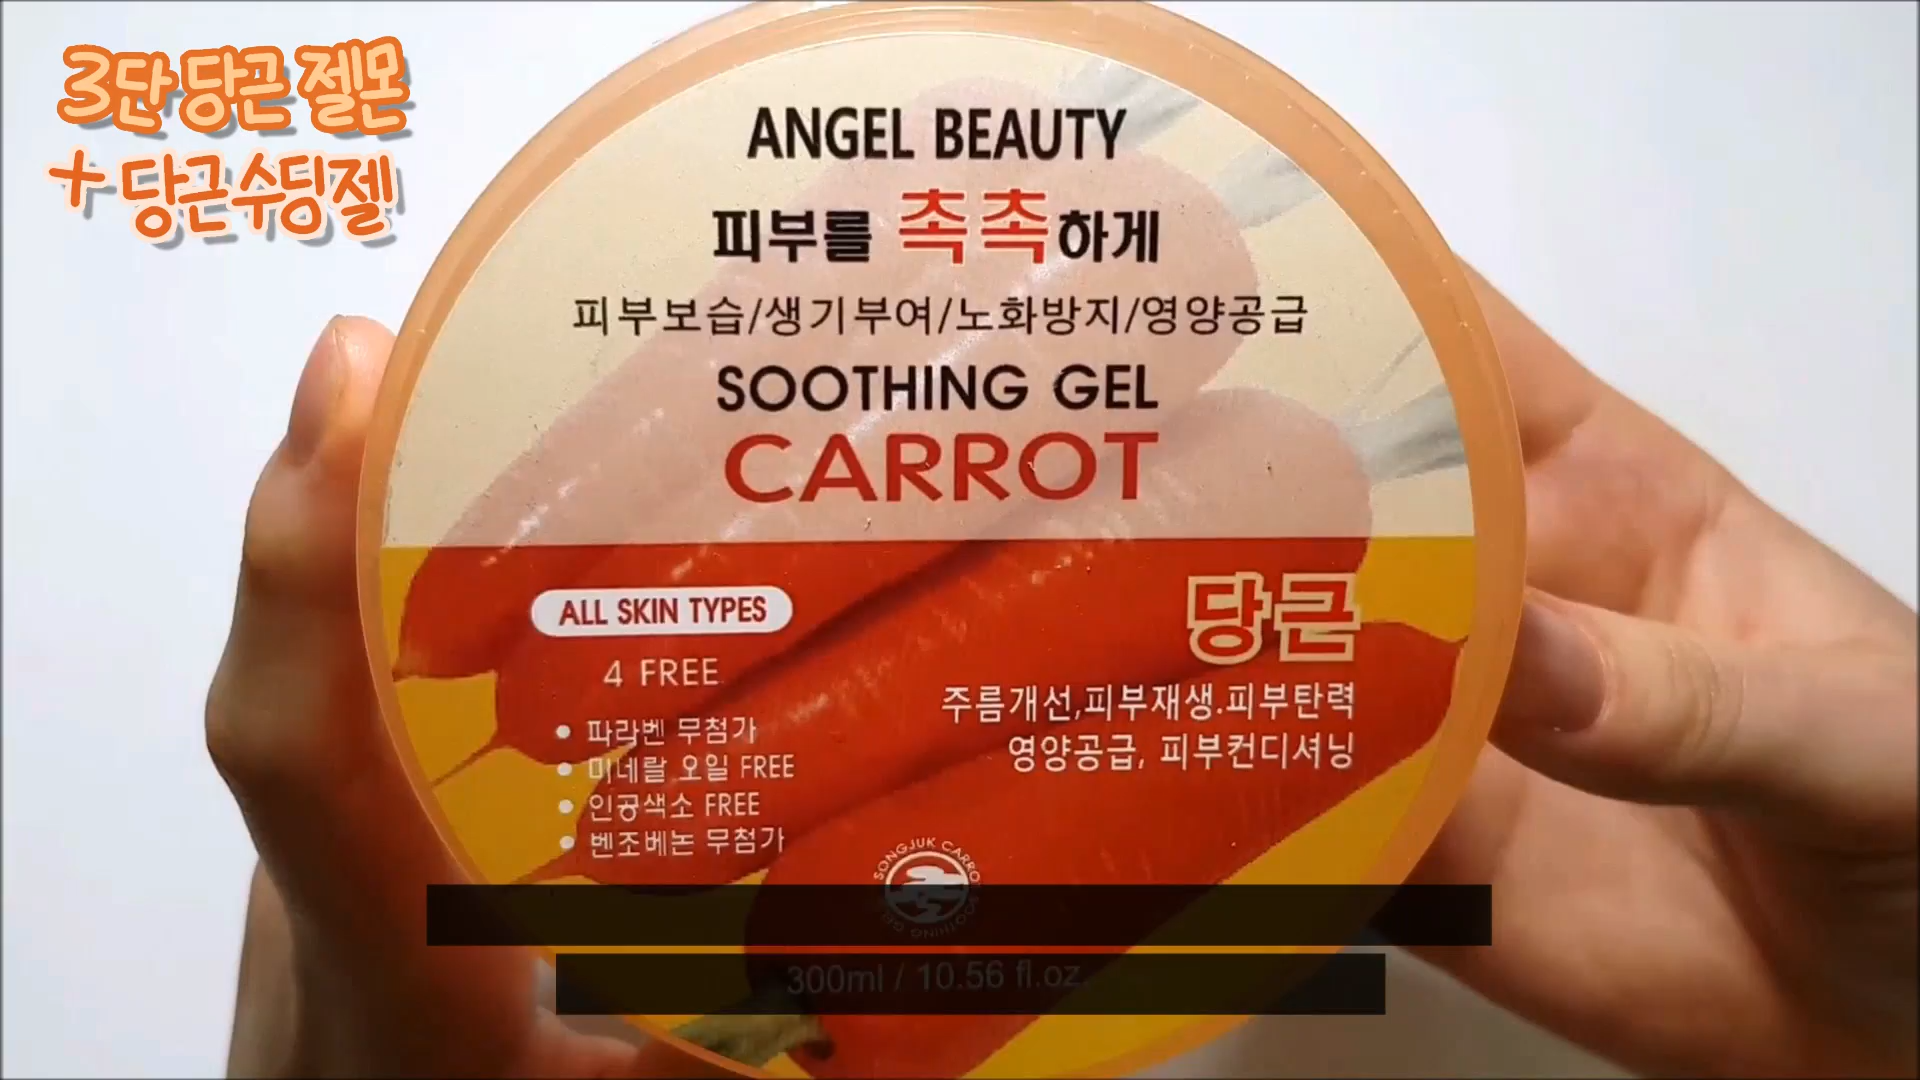 3단 당근 젤몬
+ 당근수딩젤
ANGEL BEAUTY
피부를 촉촉하게
피부보습/생기부여/노화방지/영양공급
SOOTHING GEL
CARROT
ALL SKIN TYPES
4 FREE
• 파라벤 무첨가
• 미네랄 오일 FREE
• 인공색소 FREE
• 벤조베논 무첨가
당근
주름개선,피부재생.피부탄력
영양공급, 피부컨디셔닝
SONGJUK CARRO
300ml / 10.56 fl.oz.